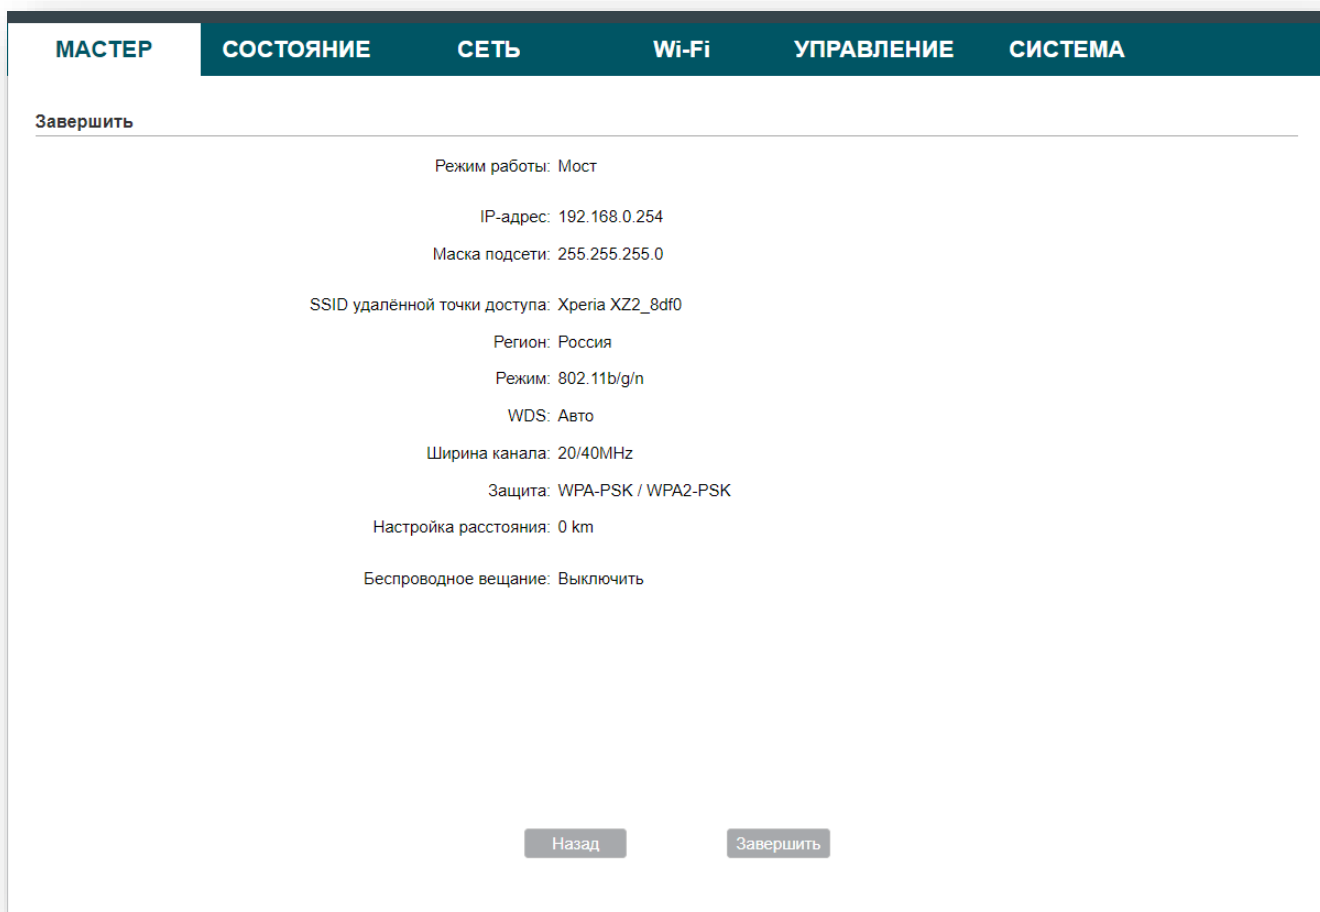 МАСТЕР СОСТОЯНИЕ СЕТЬ Wi-Fi УПРАВЛЕНИЕ СИСТЕМА
Завершить
Режим работы: Мост
IP-адрес: 192.168.0.254
Маска подсети: 255.255.255.0
SSID удалённой точки доступа: Xperia XZ2_8df0
Регион: Россия
Режим: 802.11b/g/n
WDS: Авто
Ширина канала: 20/40MHz
Защита: WPA-PSK / WPA2-PSK
Настройка расстояния: 0 km
Беспроводное вещание: Выключить
Назад Завершить